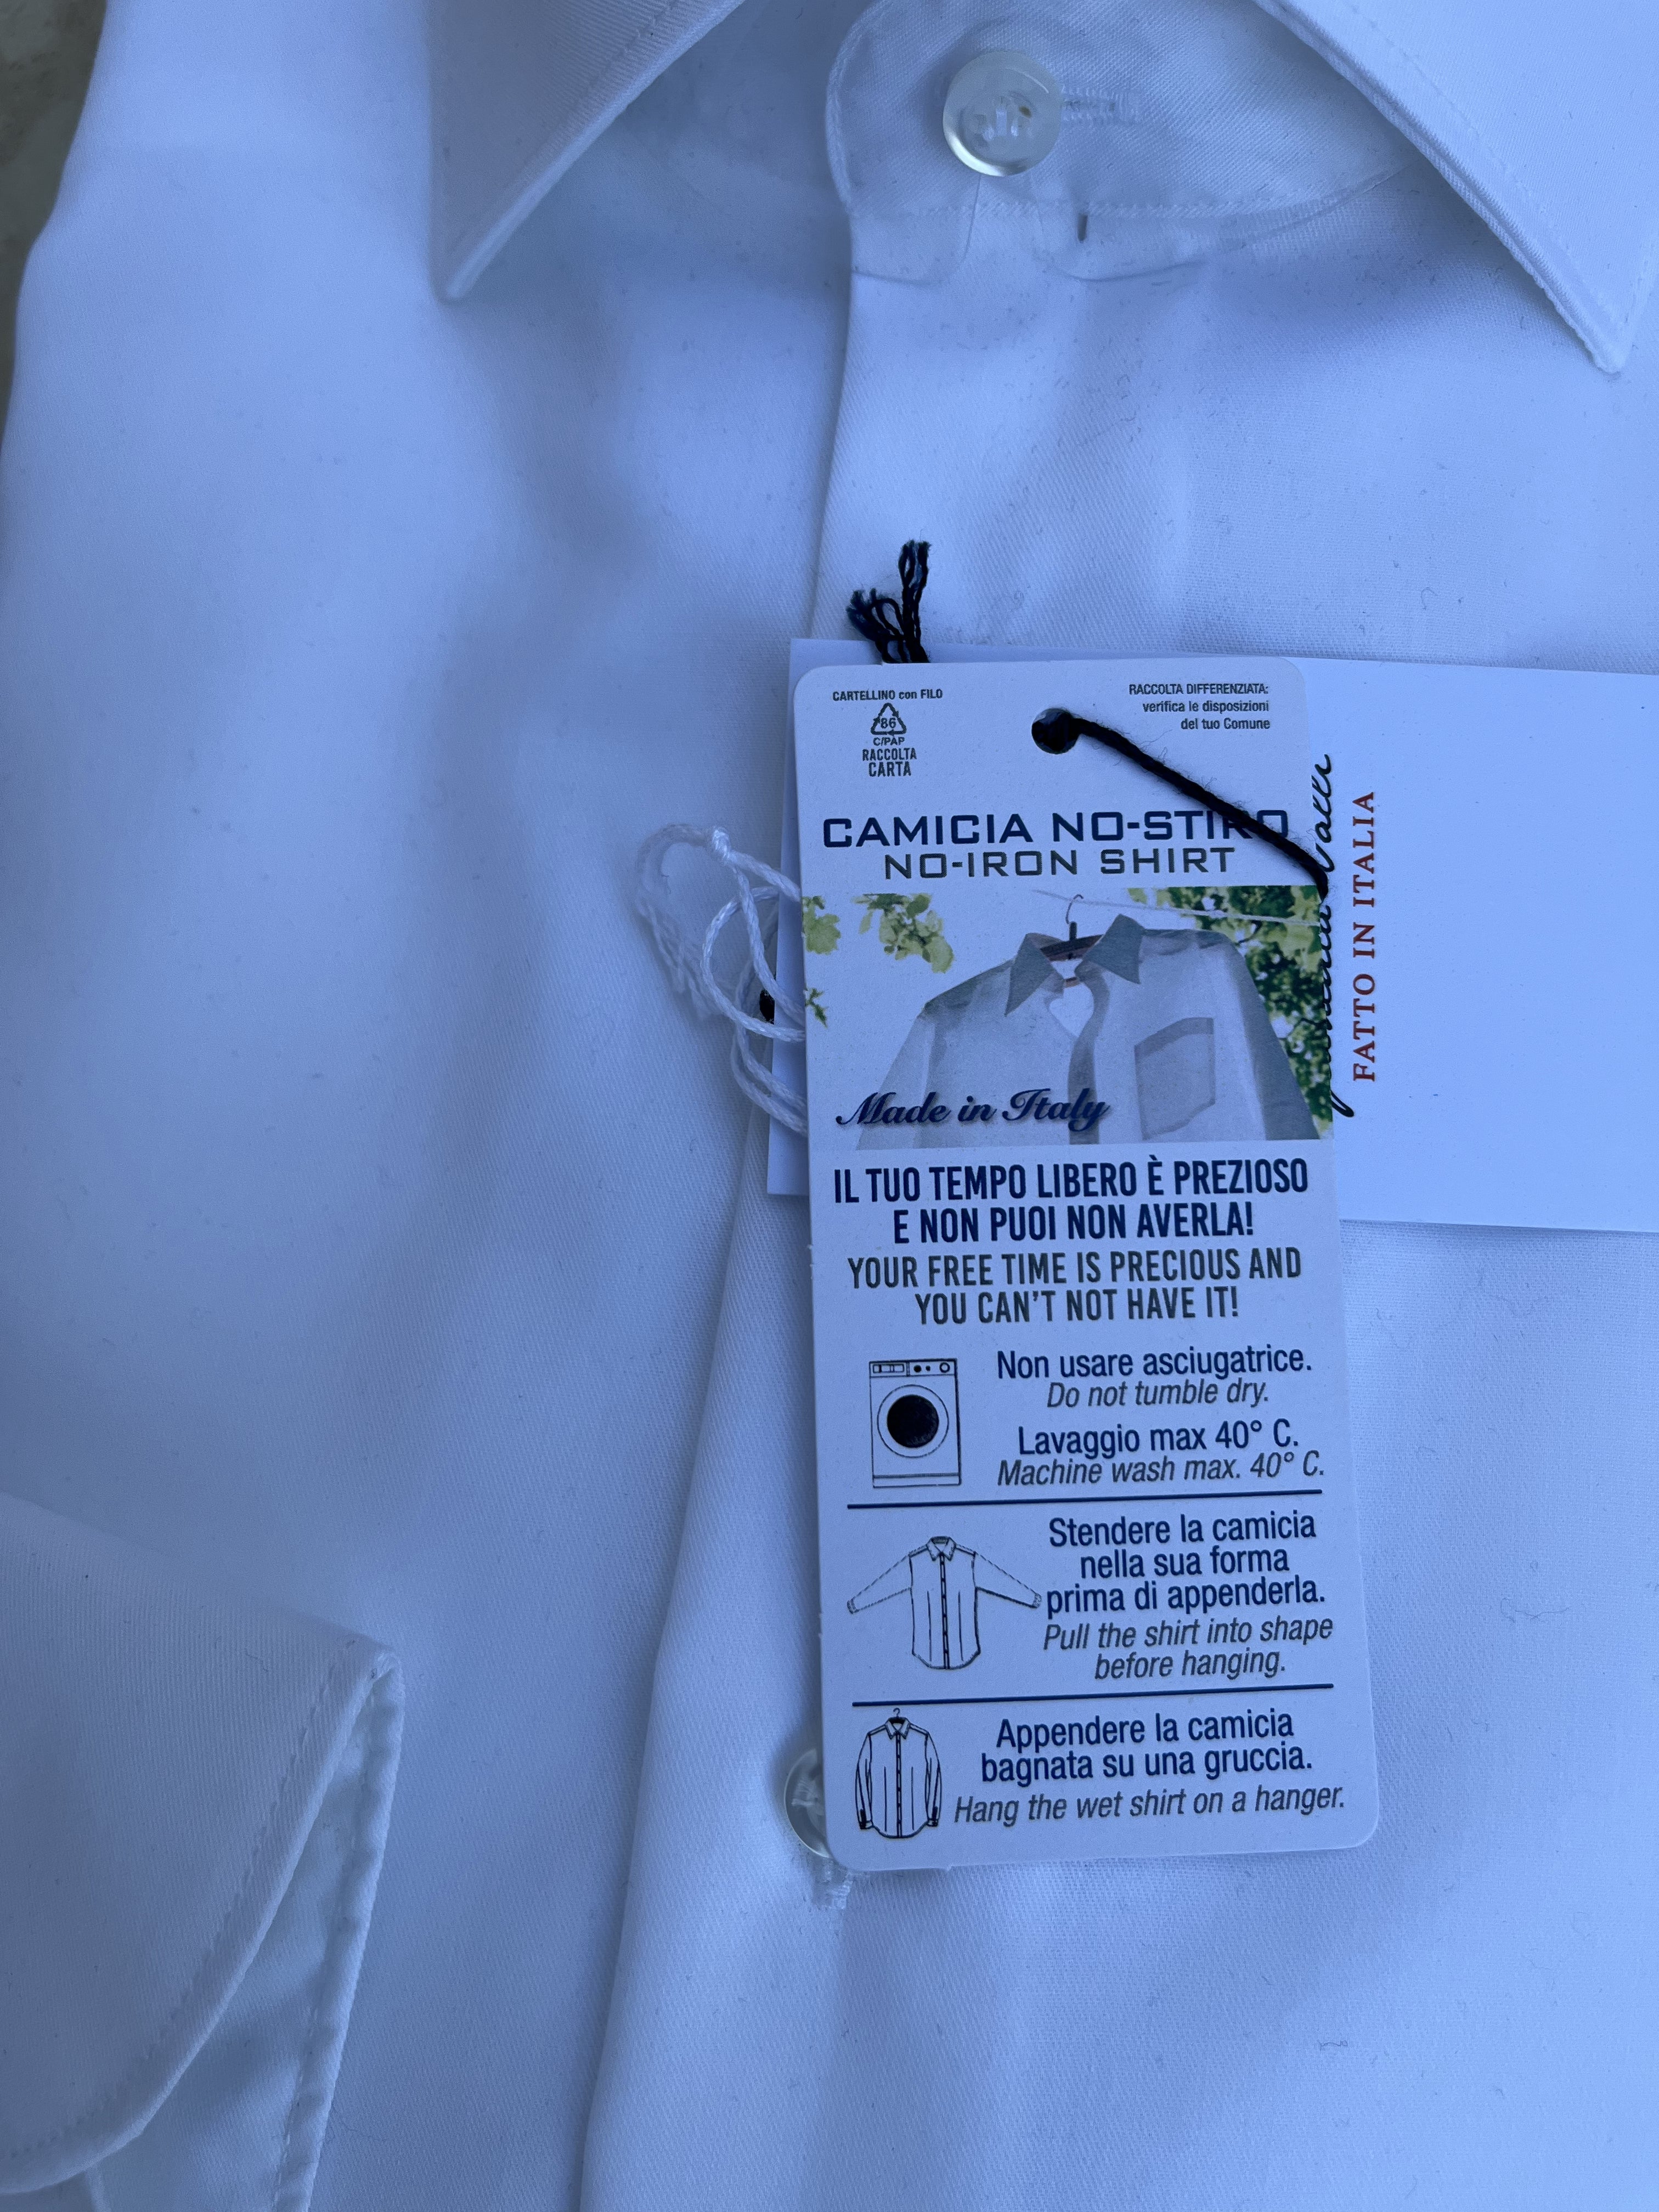 CARTELLINO con FILO
86
C/PAP
RACCOLTA
CARTA
RACCOLTA DIFFERENZIATA:
verifica le disposizioni
del tuo Comune
CAMICIA NO-STIRO
NO-IRON SHIRT
Made in Italy
IL TUO TEMPO LIBERO È PREZIOSO
E NON PUOI NON AVERLA!
YOUR FREE TIME IS PRECIOUS AND
YOU CAN'T NOT HAVE IT!
Non usare asciugatrice.
Do not tumble dry.
Lavaggio max 40° C.
Machine wash max. 40° C.
Stendere la camicia
nella sua forma
prima di appenderla.
Pull the shirt into shape
before hanging.
Appendere la camicia
bagnata su una gruccia.
Hang the wet shirt on a hanger.
FATTO IN ITALIA